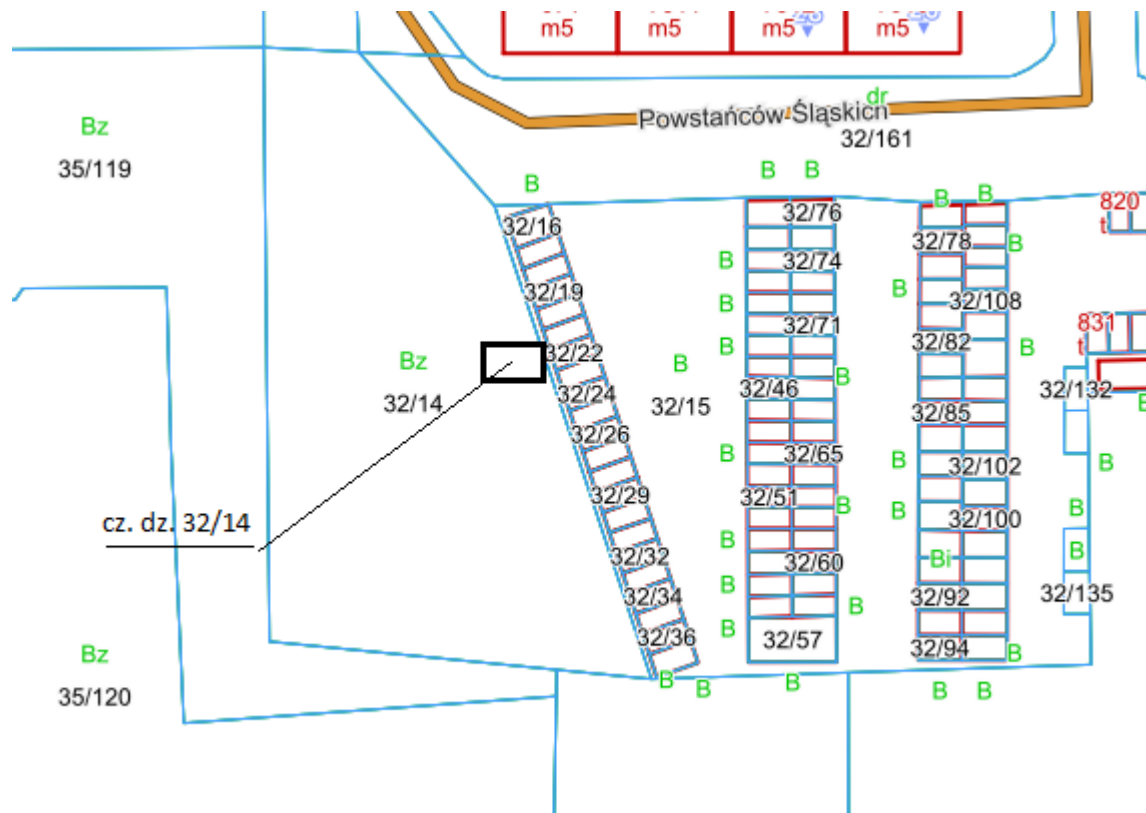 m5
m5
m5
m5
dr
Powstańców Śląskich
32/161
Bz
35/119
B
B
B
B
B
820
t
32/16
32/76
32/78
B
B
32/74
32/19
B
32/108
B
32/71
831
t
32/82
Bz
32/22
B
B
B
32/14
32/24
32/15
32/46
B
32/132
32/85
B
32/26
B
32/65
B
32/102
B
32/29
32/51
B
B
32/100
B
cz. dz. 32/14
B
B
32/32
32/60
Bi
B
32/34
B
32/92
32/135
B
32/36
B
32/57
32/94
B
Bz
35/120
B
B
B
B
B